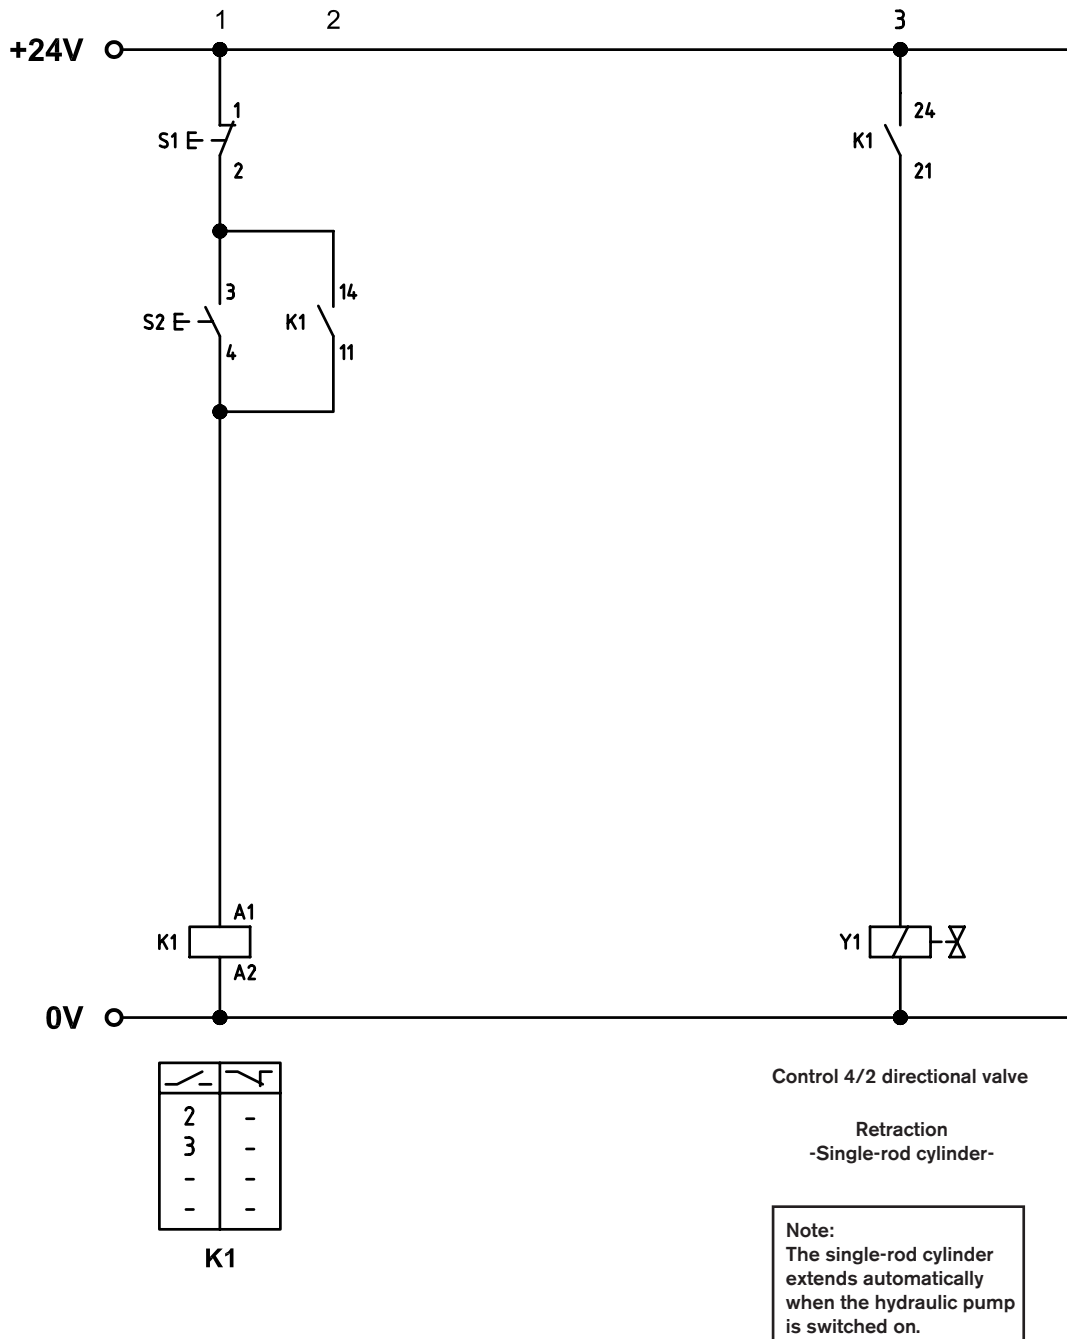 1 2 3
+24V
1
S1
2
24
K1
21
3
S2
4
14
K1
11
A1
K1
A2
Y1
0V
2 -
3 -
- -
- -
K1
Control 4/2 directional valve
Retraction
-Single-rod cylinder-
Note:
The single-rod cylinder
extends automatically
when the hydraulic pump
is switched on.